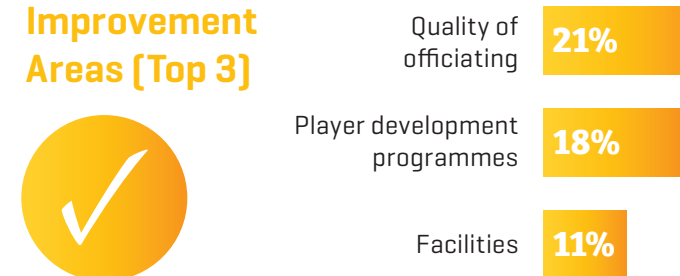 Improvement
Areas (Top 3)
Quality of
officiating
21%
Player development
programmes
18%
Facilities
11%